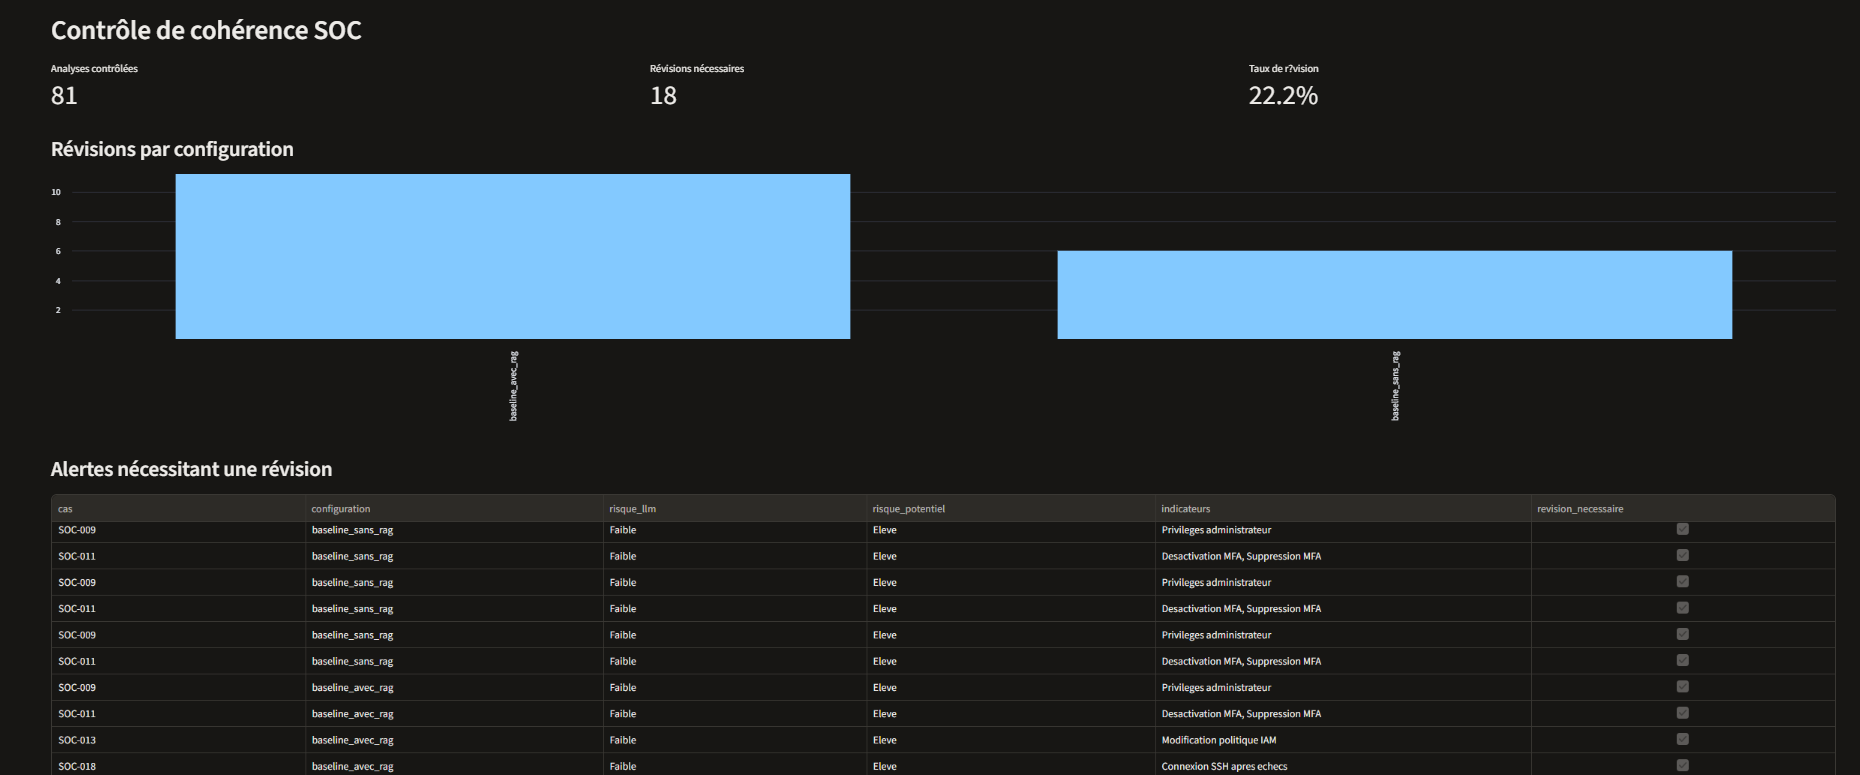 Contrôle de cohérence SOC
Analyses contrôlées Révisions nécessaires Taux de r?vision
81 18 22.2%
Révisions par configuration
10
8
6
4
2
baseline_avec_rag baseline_sans_rag
Alertes nécessitant une révision
cas configuration risque_llm risque_potentiel indicateurs revision_necessaire
SOC-009 baseline_sans_rag Faible Eleve Privileges administrateur
SOC-011 baseline_sans_rag Faible Eleve Desactivation MFA, Suppression MFA
SOC-009 baseline_sans_rag Faible Eleve Privileges administrateur
SOC-011 baseline_sans_rag Faible Eleve Desactivation MFA, Suppression MFA
SOC-009 baseline_sans_rag Faible Eleve Privileges administrateur
SOC-011 baseline_sans_rag Faible Eleve Desactivation MFA, Suppression MFA
SOC-009 baseline_avec_rag Faible Eleve Privileges administrateur
SOC-011 baseline_avec_rag Faible Eleve Desactivation MFA, Suppression MFA
SOC-013 baseline_avec_rag Faible Eleve Modification politique IAM
SOC-018 baseline_avec_rag Faible Eleve Connexion SSH apres echecs